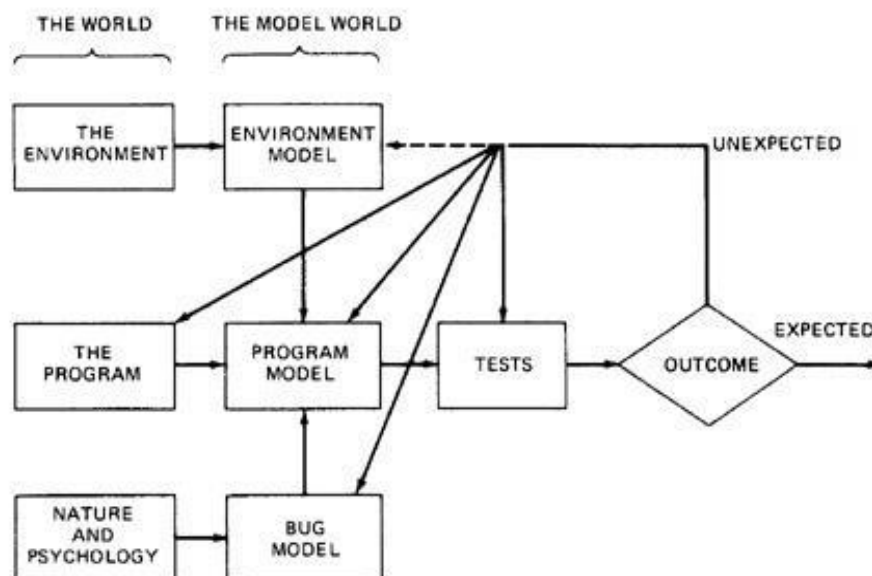 THE WORLD
THE MODEL WORLD
THE
ENVIRONMENT
ENVIRONMENT
MODEL
UNEXPECTED
THE
PROGRAM
PROGRAM
MODEL
TESTS
OUTCOME
EXPECTED
NATURE
AND
PSYCHOLOGY
BUG
MODEL